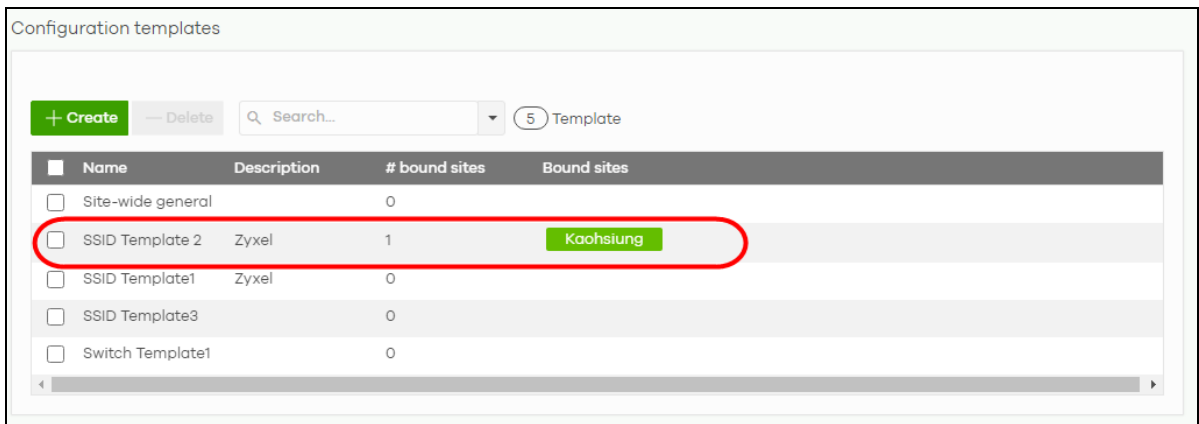 Configuration templates
+ Create — Delete Search... 5 Template
Name Description # bound sites Bound sites
Site-wide general 0
SSID Template 2 Zyxel 1 Kaohsiung
SSID Template1 Zyxel 0
SSID Template3 0
Switch Template1 0